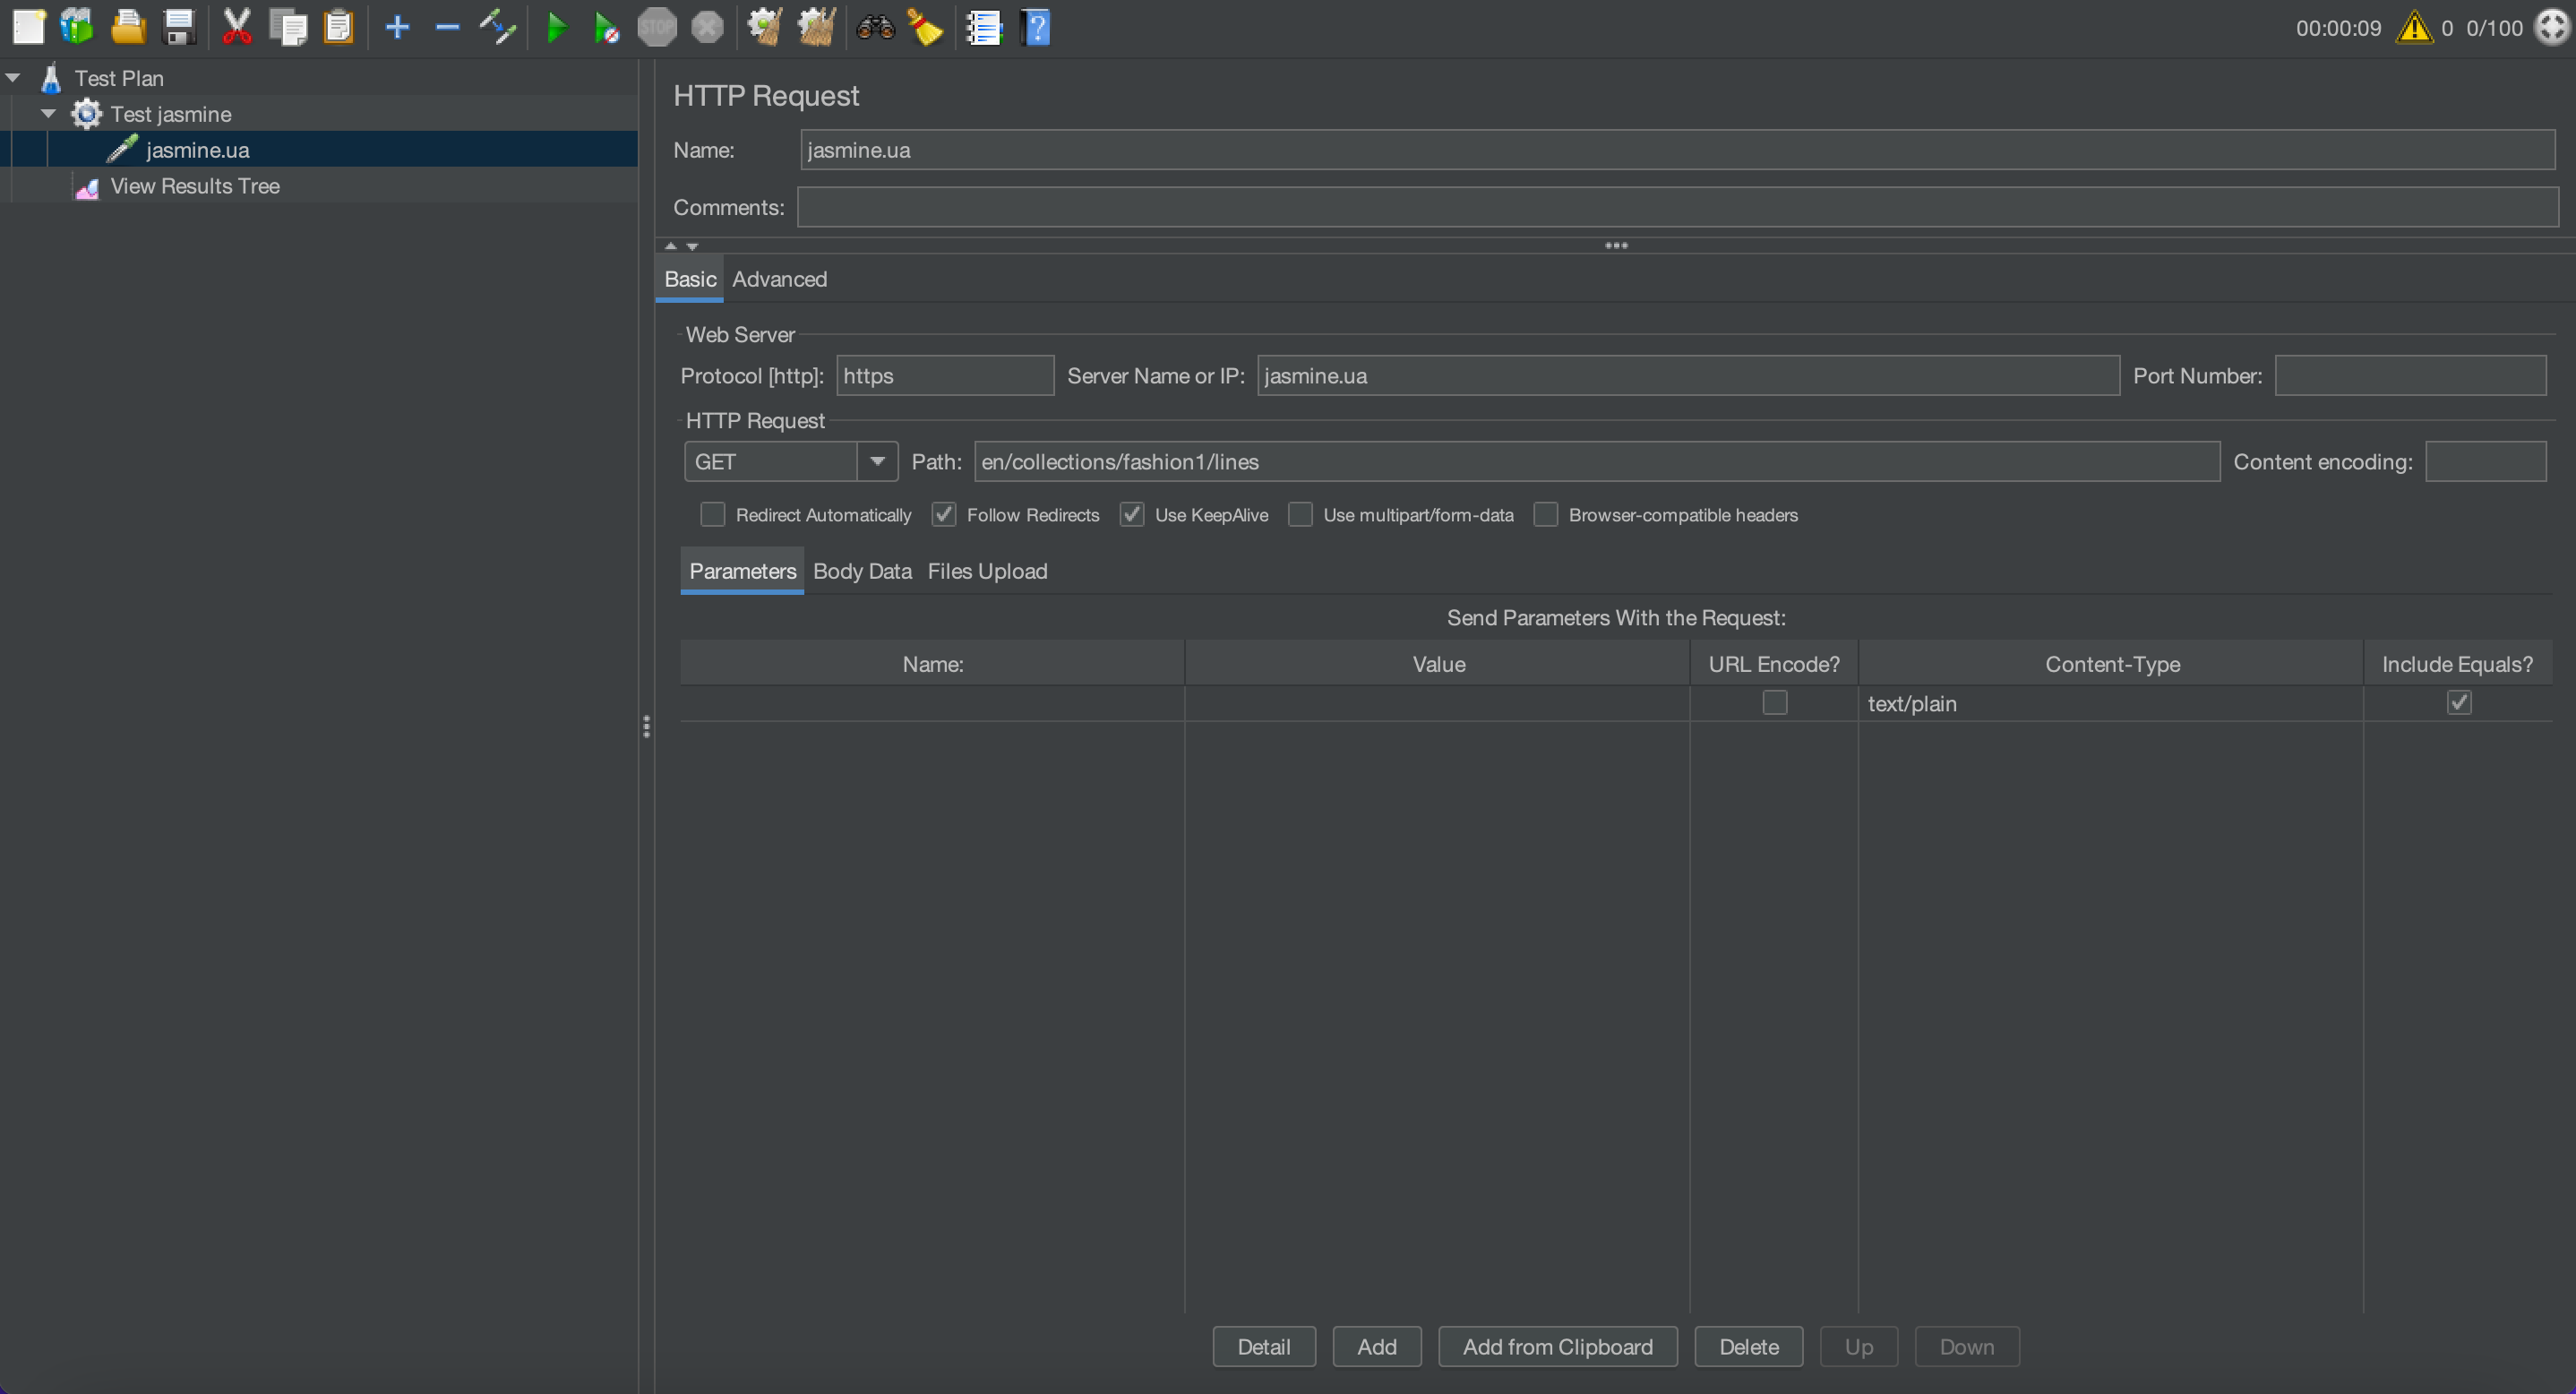 STOP
?
00:00:09 0 0/100
Test Plan
Test jasmine
jasmine.ua
View Results Tree
HTTP Request
Name: jasmine.ua
Comments:
Basic Advanced
Web Server
Protocol [http]: https Server Name or IP: jasmine.ua Port Number:
HTTP Request
GET Path: en/collections/fashion1/lines Content encoding:
Redirect Automatically Follow Redirects Use KeepAlive Use multipart/form-data Browser-compatible headers
Parameters Body Data Files Upload
Send Parameters With the Request:
Name: Value URL Encode? Content-Type Include Equals?
text/plain
Detail Add Add from Clipboard Delete Up Down